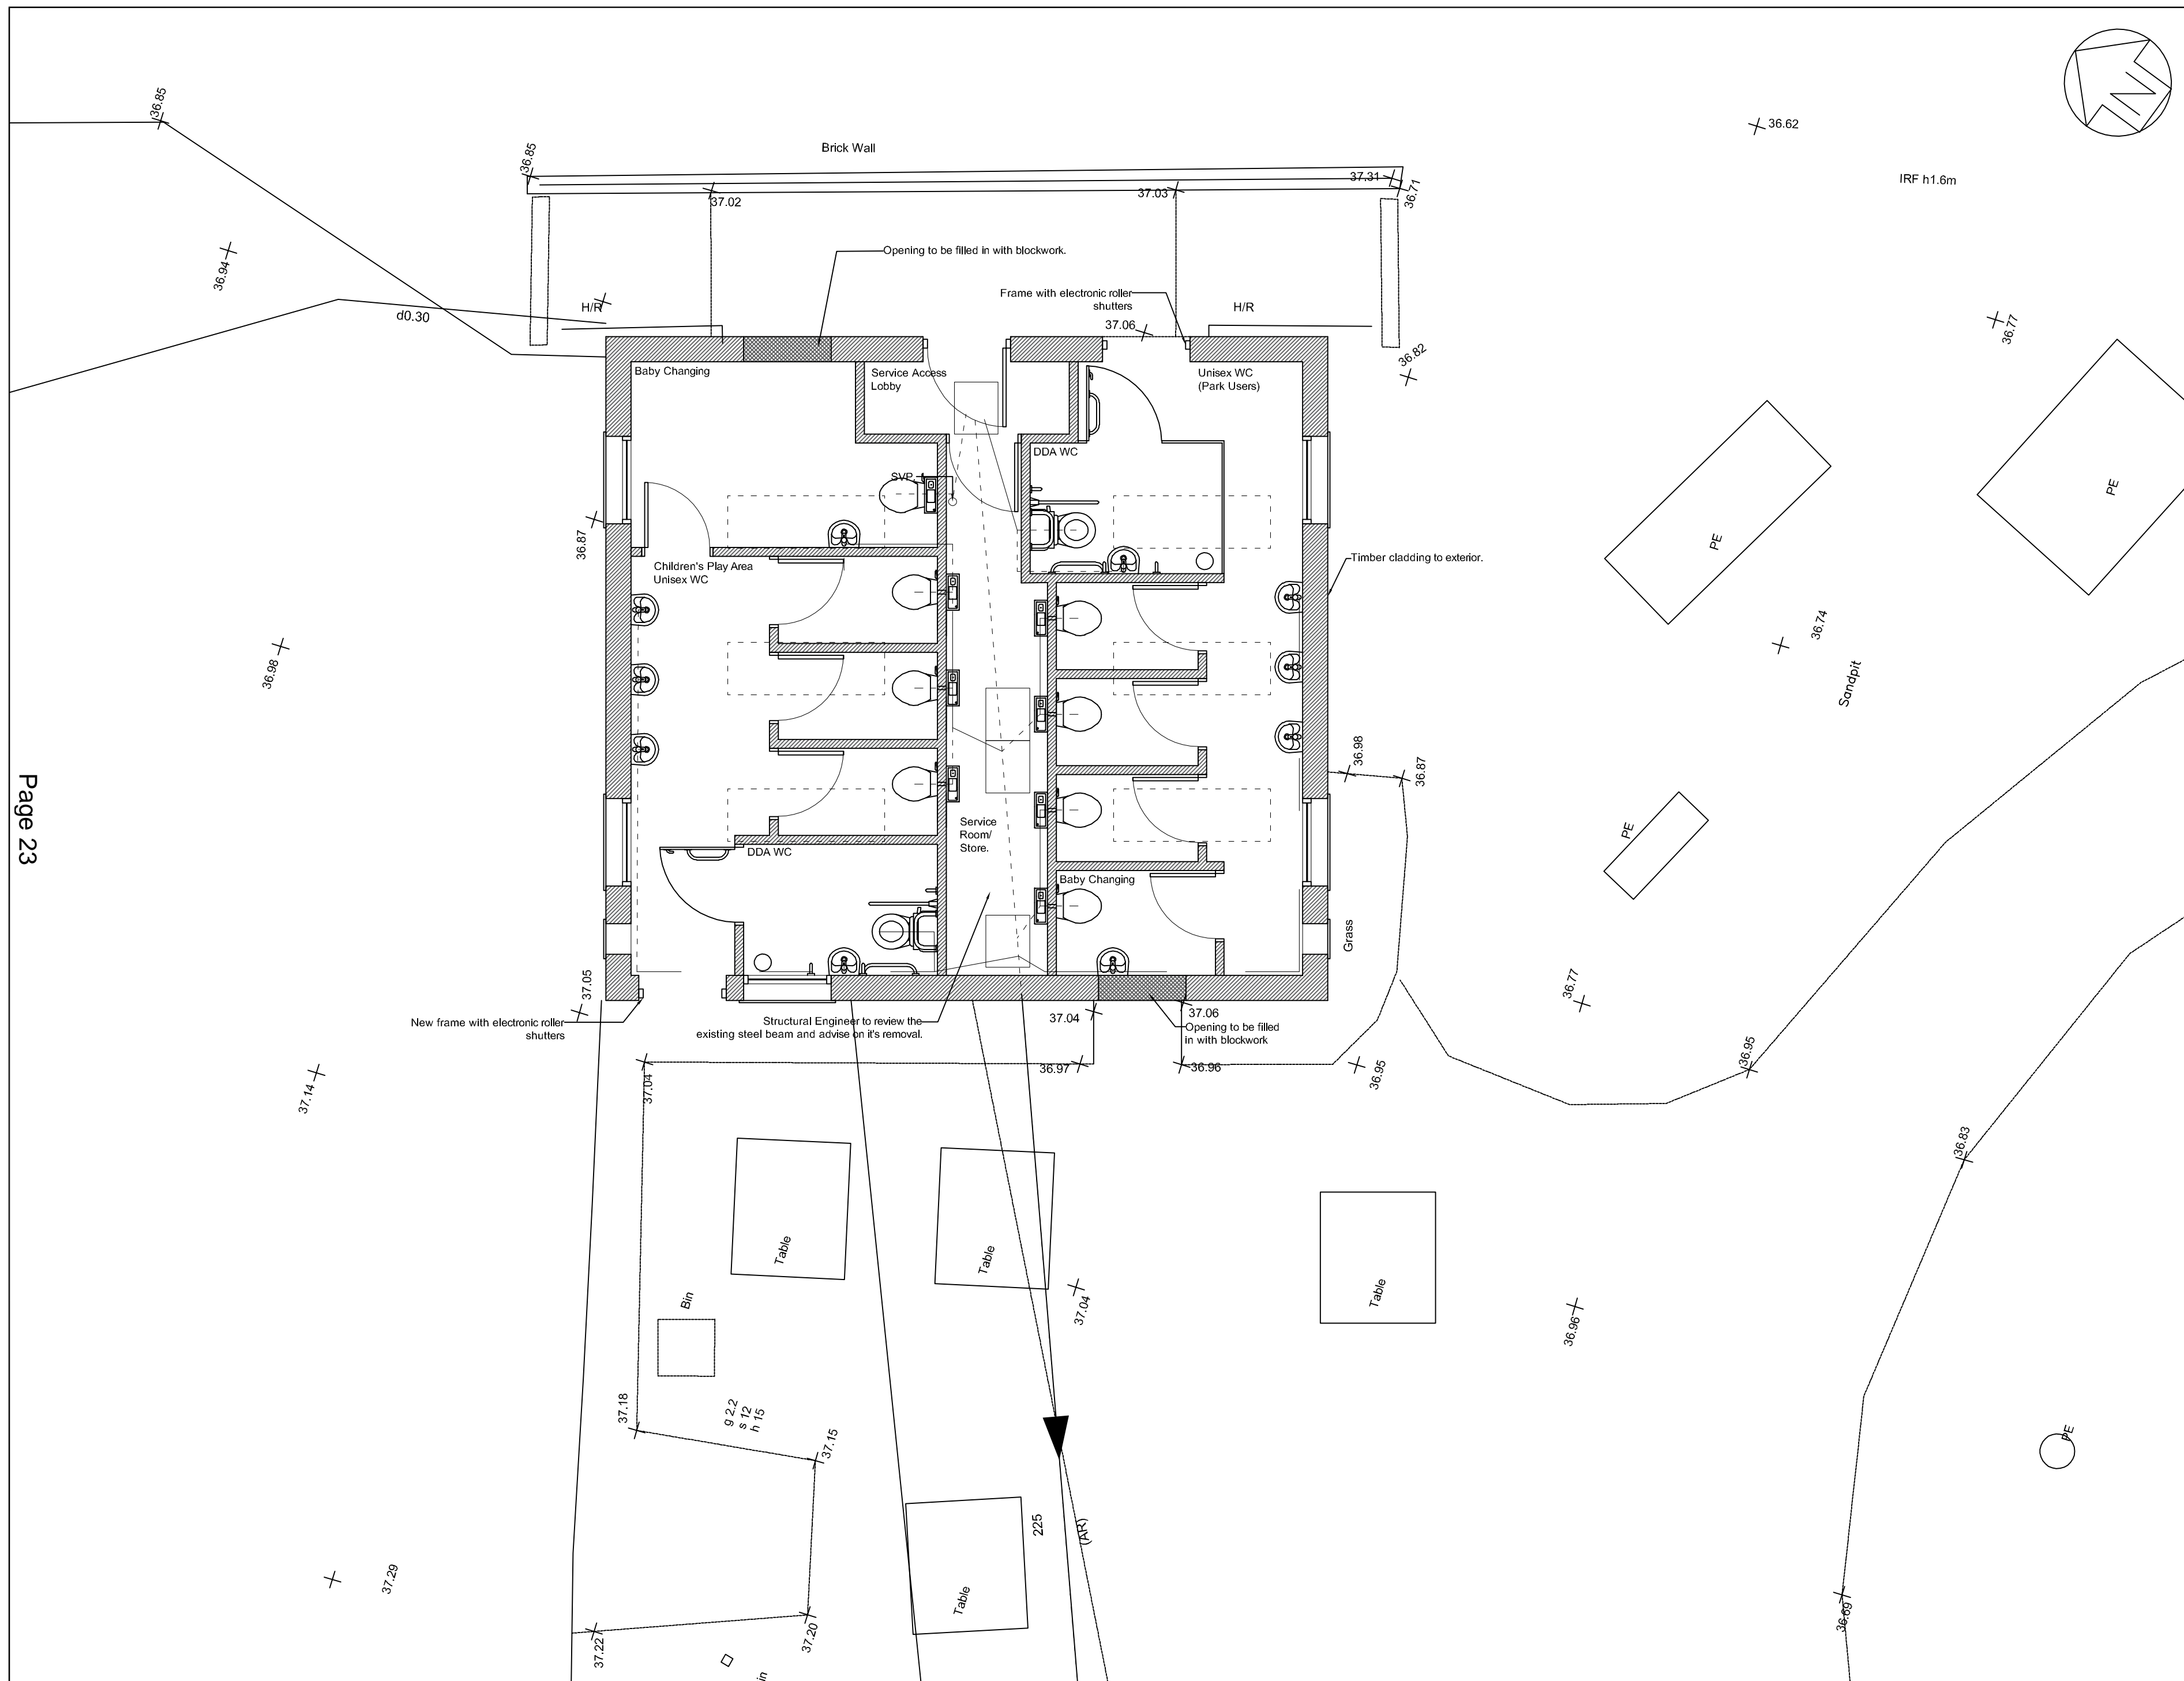 N
36.85
36.85
Brick Wall
36.62
37.31
36.71
IRF h1.6m
37.02
37.03
36.94
Opening to be filled in with blockwork.
Frame with electronic roller
shutters
H/R
H/R
d0.30
37.06
36.77
36.82
Baby Changing
Service Access
Lobby
Unisex WC
(Park Users)
DDA WC
SVP
PE
PE
36.87
Children's Play Area
Unisex WC
Timber cladding to exterior.
36.98
36.74
Sandpit
36.98
36.87
Page 23
Service
Room/
Store.
PE
DDA WC
Baby Changing
Grass
37.05
36.77
New frame with electronic roller
shutters
Structural Engineer to review the
existing steel beam and advise on it's removal.
37.04
37.06
Opening to be filled
in with blockwork
37.04
36.97
36.96
36.95
36.95
37.14
36.83
Table
Table
Table
Bin
37.04
36.96
37.18
g 2.2
s 12
h 15
37.15
PE
225
(AR)
37.29
Table
37.22
37.20
36.69
in